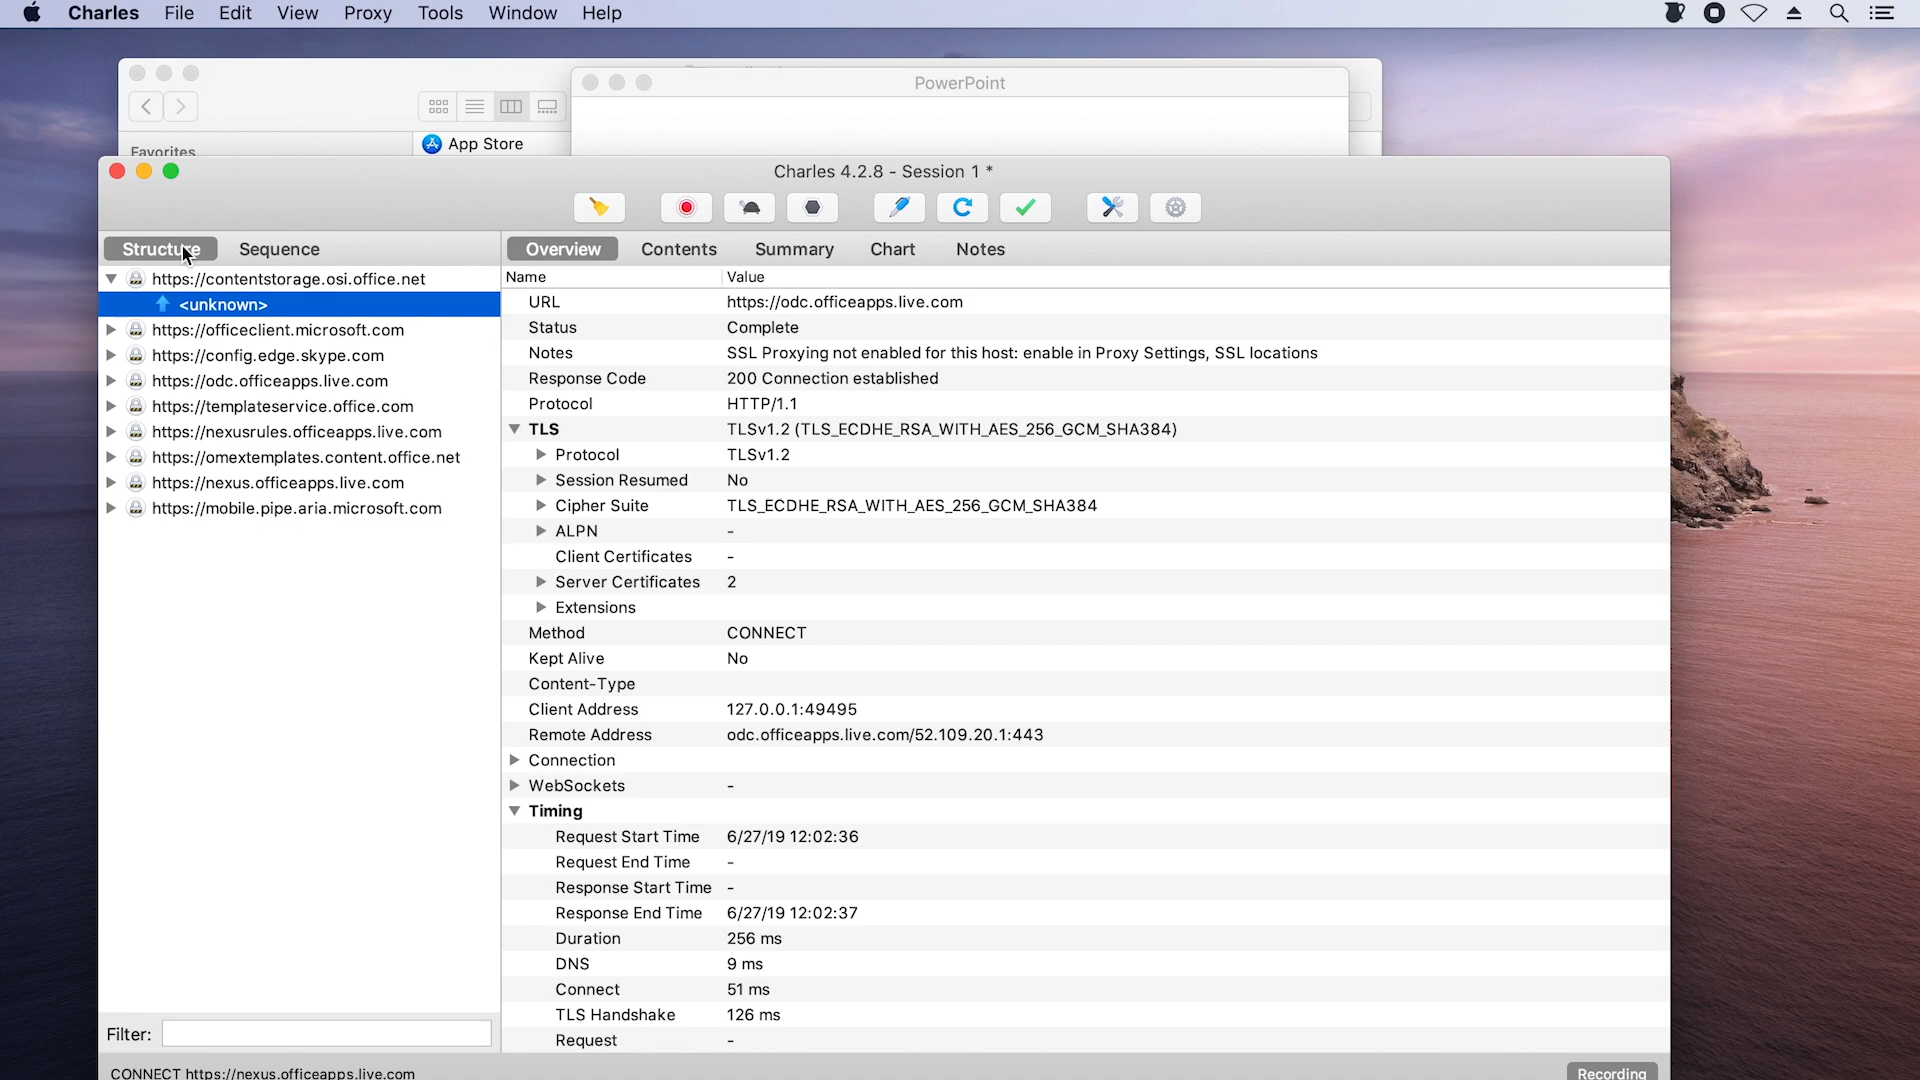 Charles File Edit View Proxy Tools Window Help
PowerPoint
App Store
Favorites
Charles 4.2.8 - Session 1 *
Structure Sequence
Overview Contents Summary Chart Notes
https://contentstorage.osi.office.net
<unknown>
https://officeclient.microsoft.com
https://config.edge.skype.com
https://odc.officeapps.live.com
https://templateservice.office.com
https://nexusrules.officeapps.live.com
https://omextemplates.content.office.net
https://nexus.officeapps.live.com
https://mobile.pipe.aria.microsoft.com
Filter:
Name Value
URL https://odc.officeapps.live.com
Status Complete
Notes SSL Proxying not enabled for this host: enable in Proxy Settings, SSL locations
Response Code 200 Connection established
Protocol HTTP/1.1
TLS TLSv1.2 (TLS_ECDHE_RSA_WITH_AES_256_GCM_SHA384)
Protocol TLSv1.2
Session Resumed No
Cipher Suite TLS_ECDHE_RSA_WITH_AES_256_GCM_SHA384
ALPN -
Client Certificates -
Server Certificates 2
Extensions
Method CONNECT
Kept Alive No
Content-Type
Client Address 127.0.0.1:49495
Remote Address odc.officeapps.live.com/52.109.20.1:443
Connection
WebSockets -
Timing
Request Start Time 6/27/19 12:02:36
Request End Time -
Response Start Time -
Response End Time 6/27/19 12:02:37
Duration 256 ms
DNS 9 ms
Connect 51 ms
TLS Handshake 126 ms
Request -
CONNECT https://nexus.officeapps.live.com
Recording